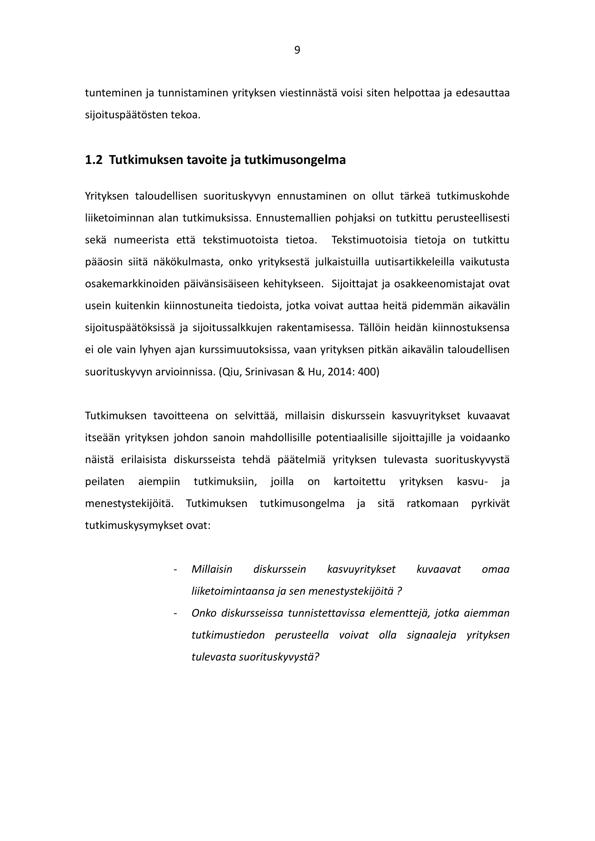 9
tunteminen ja tunnistaminen yrityksen viestinnästä voisi siten helpottaa ja edesauttaa
sijoituspäätösten tekoa.
1.2 Tutkimuksen tavoite ja tutkimusongelma
Yrityksen taloudellisen suorituskyvyn ennustaminen on ollut tärkeä tutkimuskohde
liiketoiminnan alan tutkimuksissa. Ennustemallien pohjaksi on tutkittu perusteellisesti
sekä numeerista että tekstimuotoista tietoa. Tekstimuotoisia tietoja on tutkittu
pääosin siitä näkökulmasta, onko yrityksestä julkaistuilla uutisartikkeleilla vaikutusta
osakemarkkinoiden päivänsisäiseen kehitykseen. Sijoittajat ja osakkeenomistajat ovat
usein kuitenkin kiinnostuneita tiedoista, jotka voivat auttaa heitä pidemmän aikavälin
sijoituspäätöksissä ja sijoitussalkkujen rakentamisessa. Tällöin heidän kiinnostuksensa
ei ole vain lyhyen ajan kurssimuutoksissa, vaan yrityksen pitkän aikavälin taloudellisen
suorituskyvyn arvioinnissa. (Qiu, Srinivasan & Hu, 2014: 400)
Tutkimuksen tavoitteena on selvittää, millaisin diskurssein kasvuyritykset kuvaavat
itseään yrityksen johdon sanoin mahdollisille potentiaalisille sijoittajille ja voidaanko
näistä erilaisista diskursseista tehdä päätelmiä yrityksen tulevasta suorituskyvystä
peilaten aiempiin tutkimuksiin, joilla on kartoitettu yrityksen kasvu- ja
menestystekijöitä. Tutkimuksen tutkimusongelma ja sitä ratkomaan pyrkivät
tutkimuskysymykset ovat:
- Millaisin diskurssein kasvuyritykset kuvaavat omaa
liiketoimintaansa ja sen menestystekijöitä ?
- Onko diskursseissa tunnistettavissa elementtejä, jotka aiemman
tutkimustiedon perusteella voivat olla signaaleja yrityksen
tulevasta suorituskyvystä?